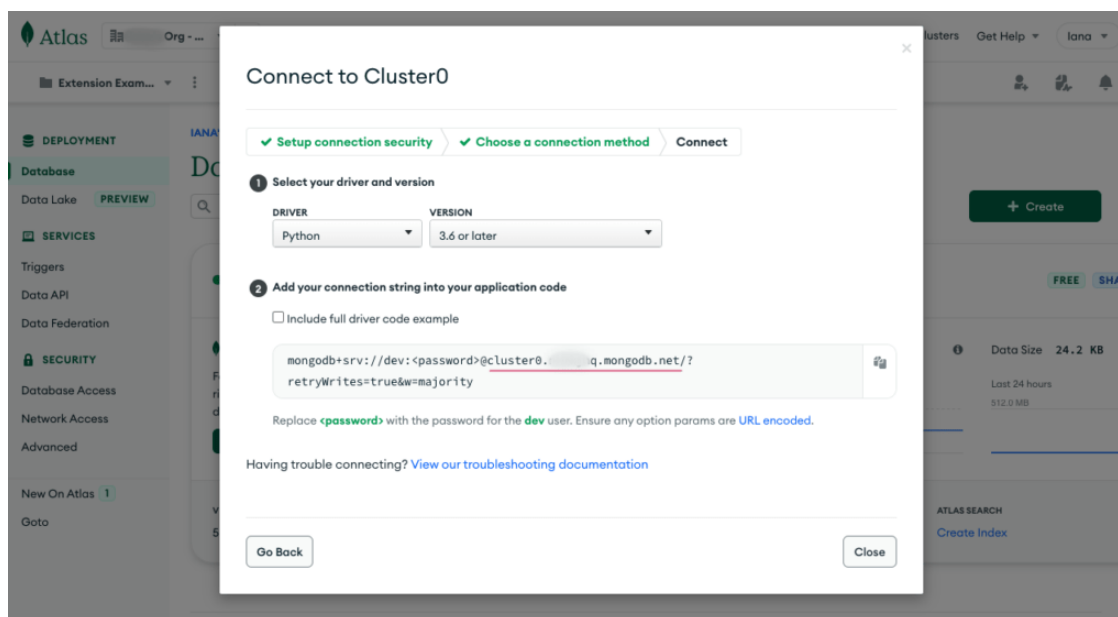 Atlas
Org - ...
lusters
Get Help
Iana
Extension Exam...
DEPLOYMENT
Database
Data Lake PREVIEW
SERVICES
Triggers
Data API
Data Federation
SECURITY
Database Access
Network Access
Advanced
New On Atlas 1
Goto
IANA'
Da
+ Create
FREE SHA
Data Size 24.2 KB
Last 24 hours
512.0 MB
F
ri
d
v
5
ATLAS SEARCH
Create Index
Connect to Cluster0
Setup connection security
Choose a connection method
Connect
1 Select your driver and version
DRIVER VERSION
Python 3.6 or later
2 Add your connection string into your application code
Include full driver code example
mongodb+srv://dev:<password>@cluster0. q.mongodb.net/?
retryWrites=true&w=majority
Replace <password> with the password for the dev user. Ensure any option params are URL encoded.
Having trouble connecting? View our troubleshooting documentation
Go Back
Close